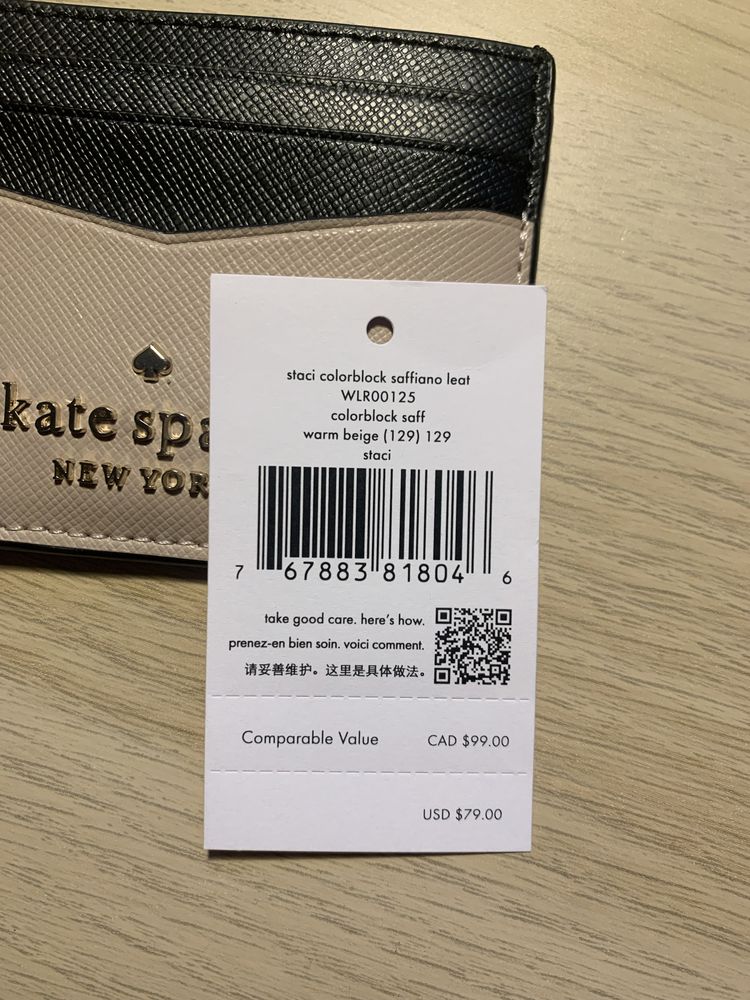 kate spa
NEW YOR
staci colorblock saffiano leat
WLR00125
colorblock saff
warm beige (129) 129
staci
7 67883 81804 6
take good care. here's how.
prenez-en bien soin. voici comment.
请妥善维护。这里是具体做法。
Comparable Value CAD $99.00
USD $79.00